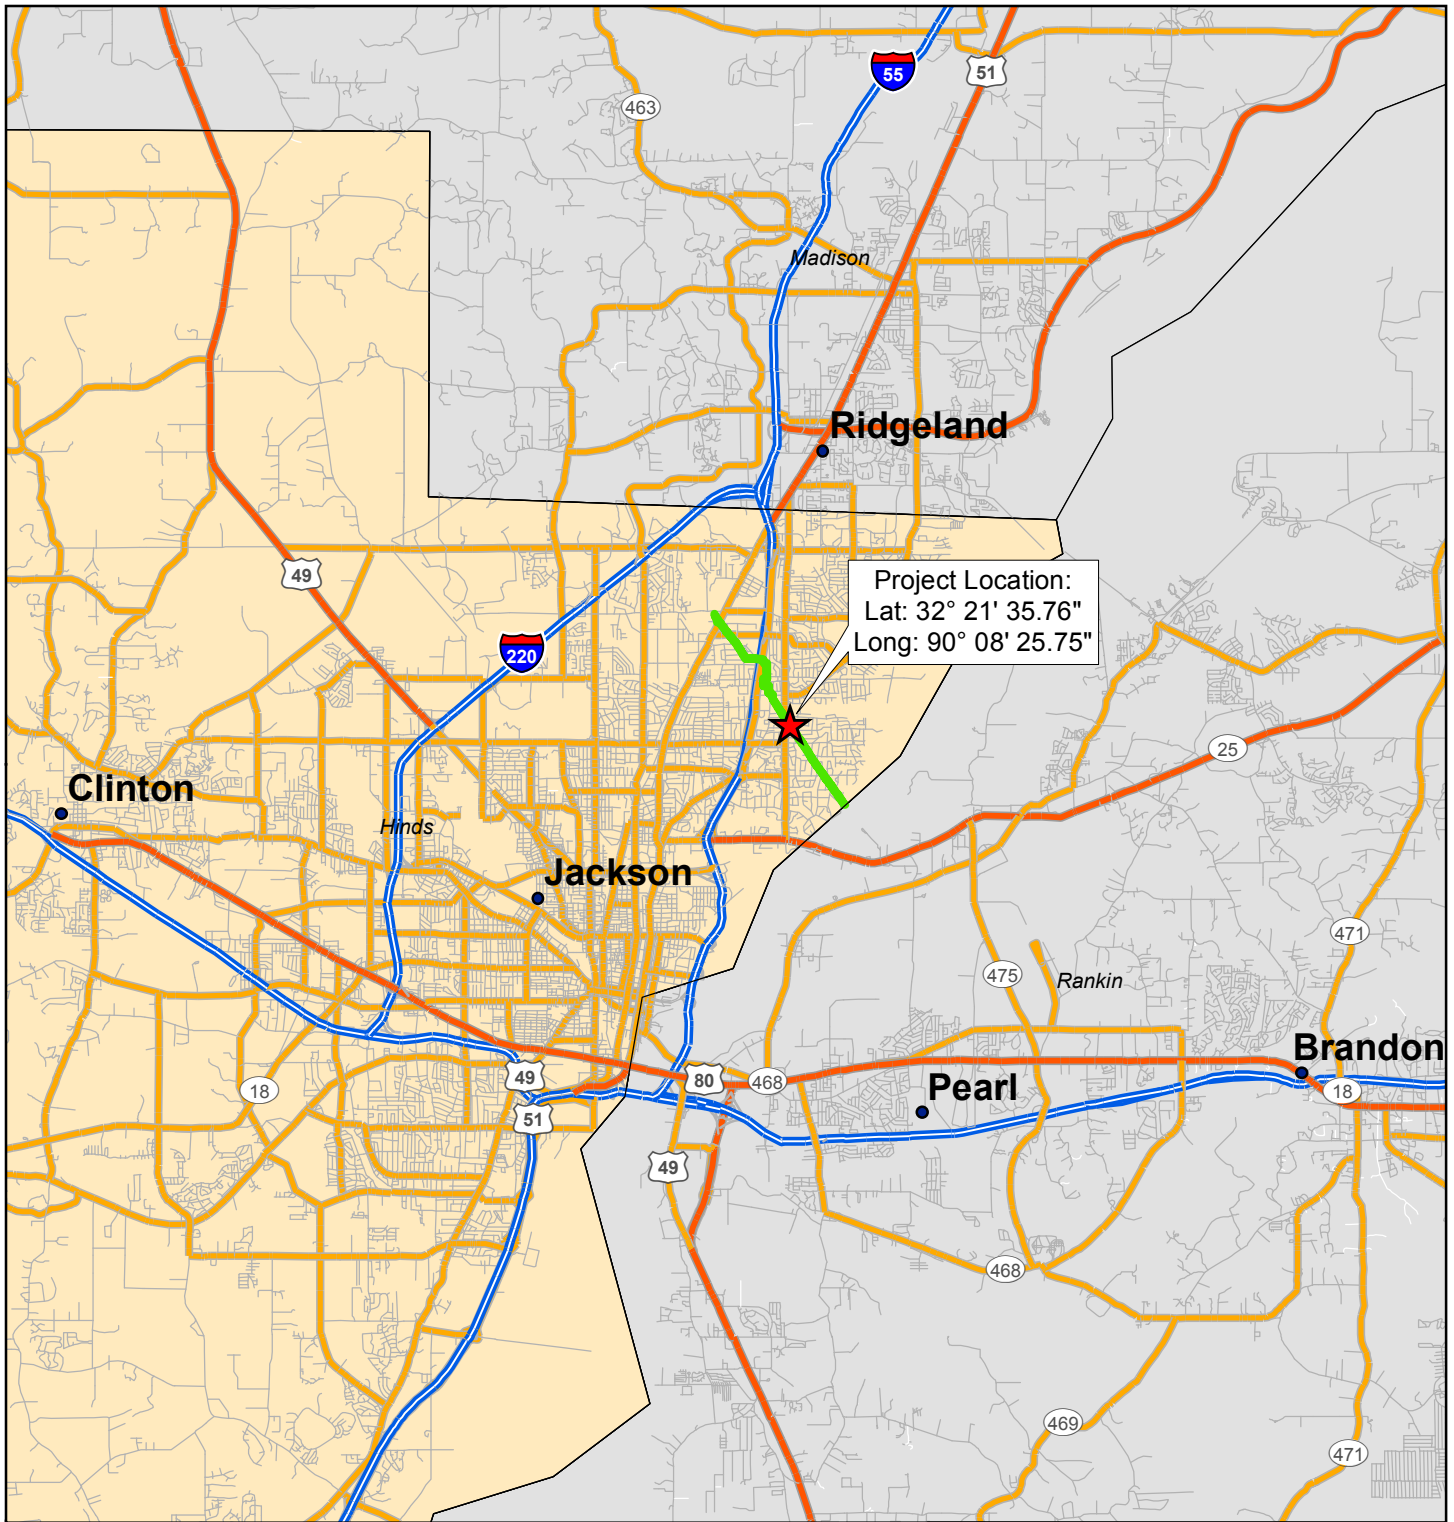 55
51
463
Madison
Ridgeland
49
Project Location:
Lat: 32° 21' 35.76"
Long: 90° 08' 25.75"
220
25
Clinton
Hinds
Jackson
471
475
Rankin
Brandon
49
80
468
Pearl
18
18
51
49
468
469
471